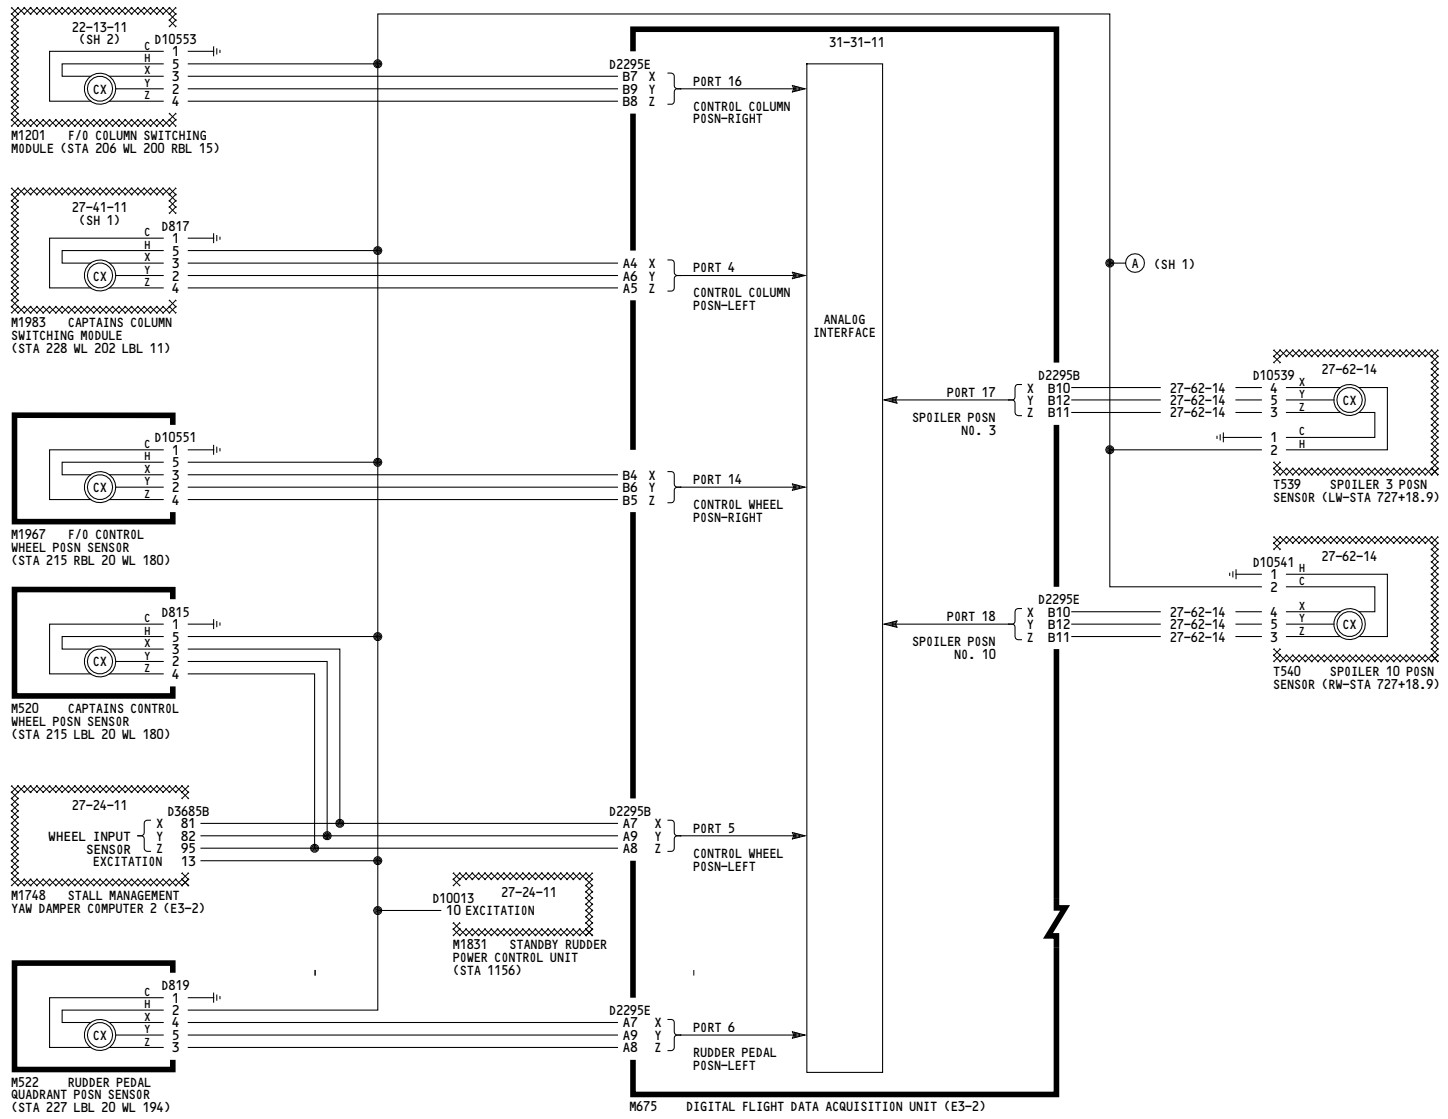 22-13-11
(SH 2)
D10553
C 1
H 5
X 3
Y 2
Z 4
CX
M1201 F/O COLUMN SWITCHING
MODULE (STA 206 WL 200 RBL 15)
27-41-11
(SH 1)
D817
C 1
H 5
X 3
Y 2
Z 4
CX
M1983 CAPTAINS COLUMN
SWITCHING MODULE
(STA 228 WL 202 LBL 11)
D10551
C 1
H 5
X 3
Y 2
Z 4
CX
M1967 F/O CONTROL
WHEEL POSN SENSOR
(STA 215 RBL 20 WL 180)
D815
C 1
H 5
X 3
Y 2
Z 4
CX
M520 CAPTAINS CONTROL
WHEEL POSN SENSOR
(STA 215 LBL 20 WL 180)
27-24-11
D3685B
X 81
WHEEL INPUT Y 82
SENSOR Z 95
EXCITATION 13
M1748 STALL MANAGEMENT
YAW DAMPER COMPUTER 2 (E3-2)
D10013
27-24-11
10 EXCITATION
M1831 STANDBY RUDDER
POWER CONTROL UNIT
(STA 1156)
D819
C 1
H 2
X 4
Y 5
Z 3
CX
M522 RUDDER PEDAL
QUADRANT POSN SENSOR
(STA 227 LBL 20 WL 194)
31-31-11
D2295E
B7 X
B9 Y
B8 Z
PORT 16
CONTROL COLUMN
POSN-RIGHT
A4 X
A6 Y
A5 Z
PORT 4
CONTROL COLUMN
POSN-LEFT
B4 X
B6 Y
B5 Z
PORT 14
CONTROL WHEEL
POSN-RIGHT
D2295B
A7 X
A9 Y
A8 Z
PORT 5
CONTROL WHEEL
POSN-LEFT
D2295E
A7 X
A9 Y
A8 Z
PORT 6
RUDDER PEDAL
POSN-LEFT
ANALOG
INTERFACE
PORT 17
SPOILER POSN
NO. 3
D2295B
X B10
Y B12
Z B11
PORT 18
SPOILER POSN
NO. 10
D2295E
X B10
Y B12
Z B11
M675 DIGITAL FLIGHT DATA ACQUISITION UNIT (E3-2)
A (SH 1)
27-62-14
27-62-14
27-62-14
D10539
27-62-14
4 X
5 Y
3 Z
1 C
2 H
CX
T539 SPOILER 3 POSN
SENSOR (LW-STA 727+18.9)
D10541
27-62-14
1 H
2 C
27-62-14
27-62-14
27-62-14
4 X
5 Y
3 Z
CX
T540 SPOILER 10 POSN
SENSOR (RW-STA 727+18.9)